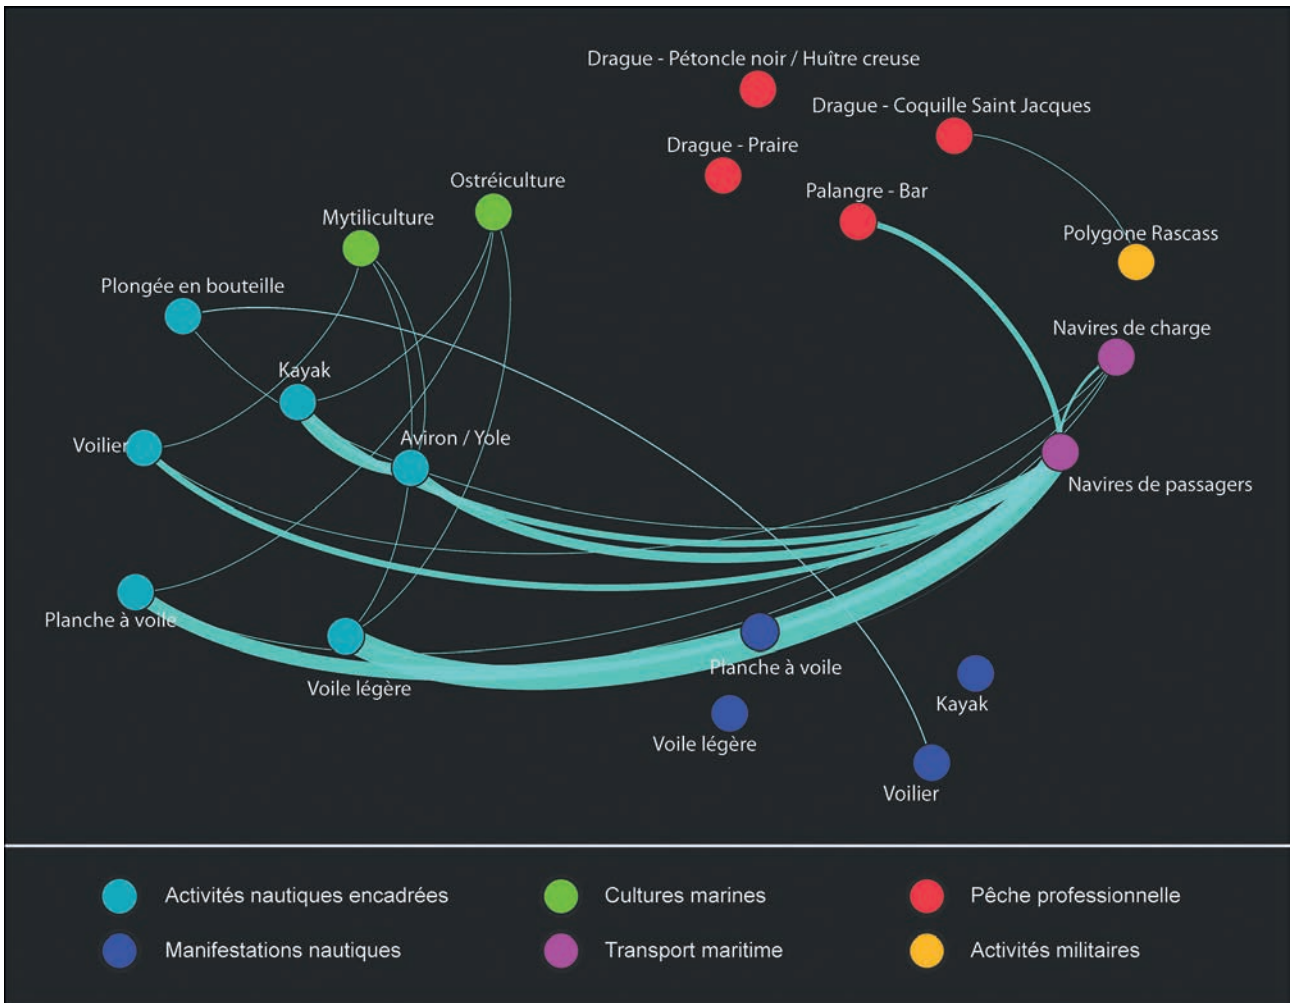 Drague - Pétoncle noir / Huître creuse
Drague - Coquille Saint Jacques
Drague - Praire
Ostréiculture
Palangre - Bar
Mytiliculture
Polygone Rascass
Plongée en bouteille
Navires de charge
Kayak
Aviron / Yole
Voilier
Navires de passagers
Planche à voile
Voile légère
Planche à voile
Kayak
Voile légère
Voilier
Activités nautiques encadrées
Cultures marines
Pêche professionnelle
Manifestations nautiques
Transport maritime
Activités militaires